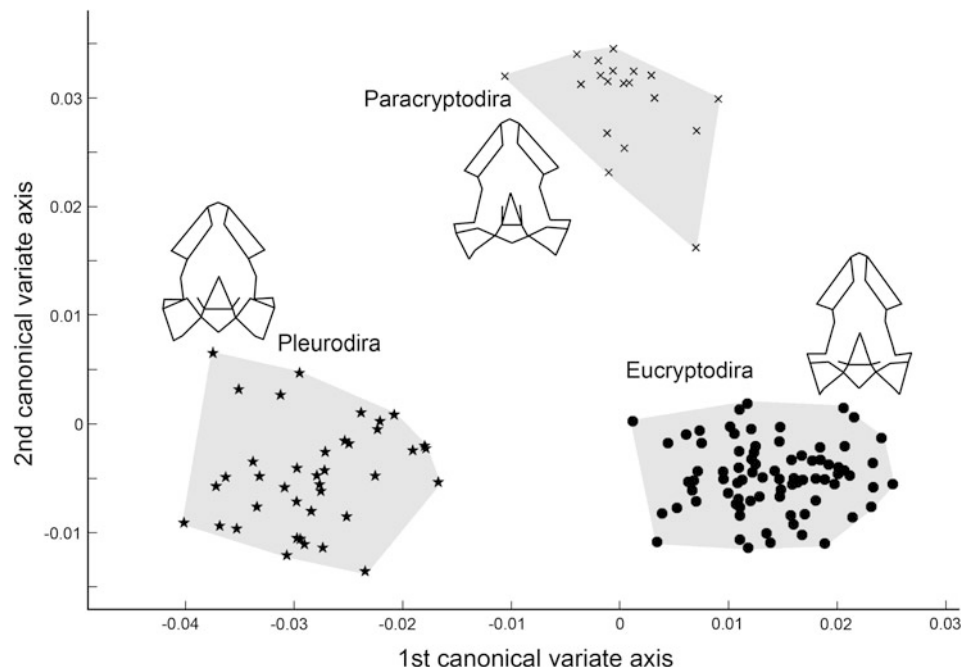 Paracryptodira
Pleurodira
Eucryptodira
2nd canonical variate axis
0.03
0.02
0.01
0
-0.01
-0.04
-0.03
-0.02
-0.01
0
0.01
0.02
0.03
1st canonical variate axis